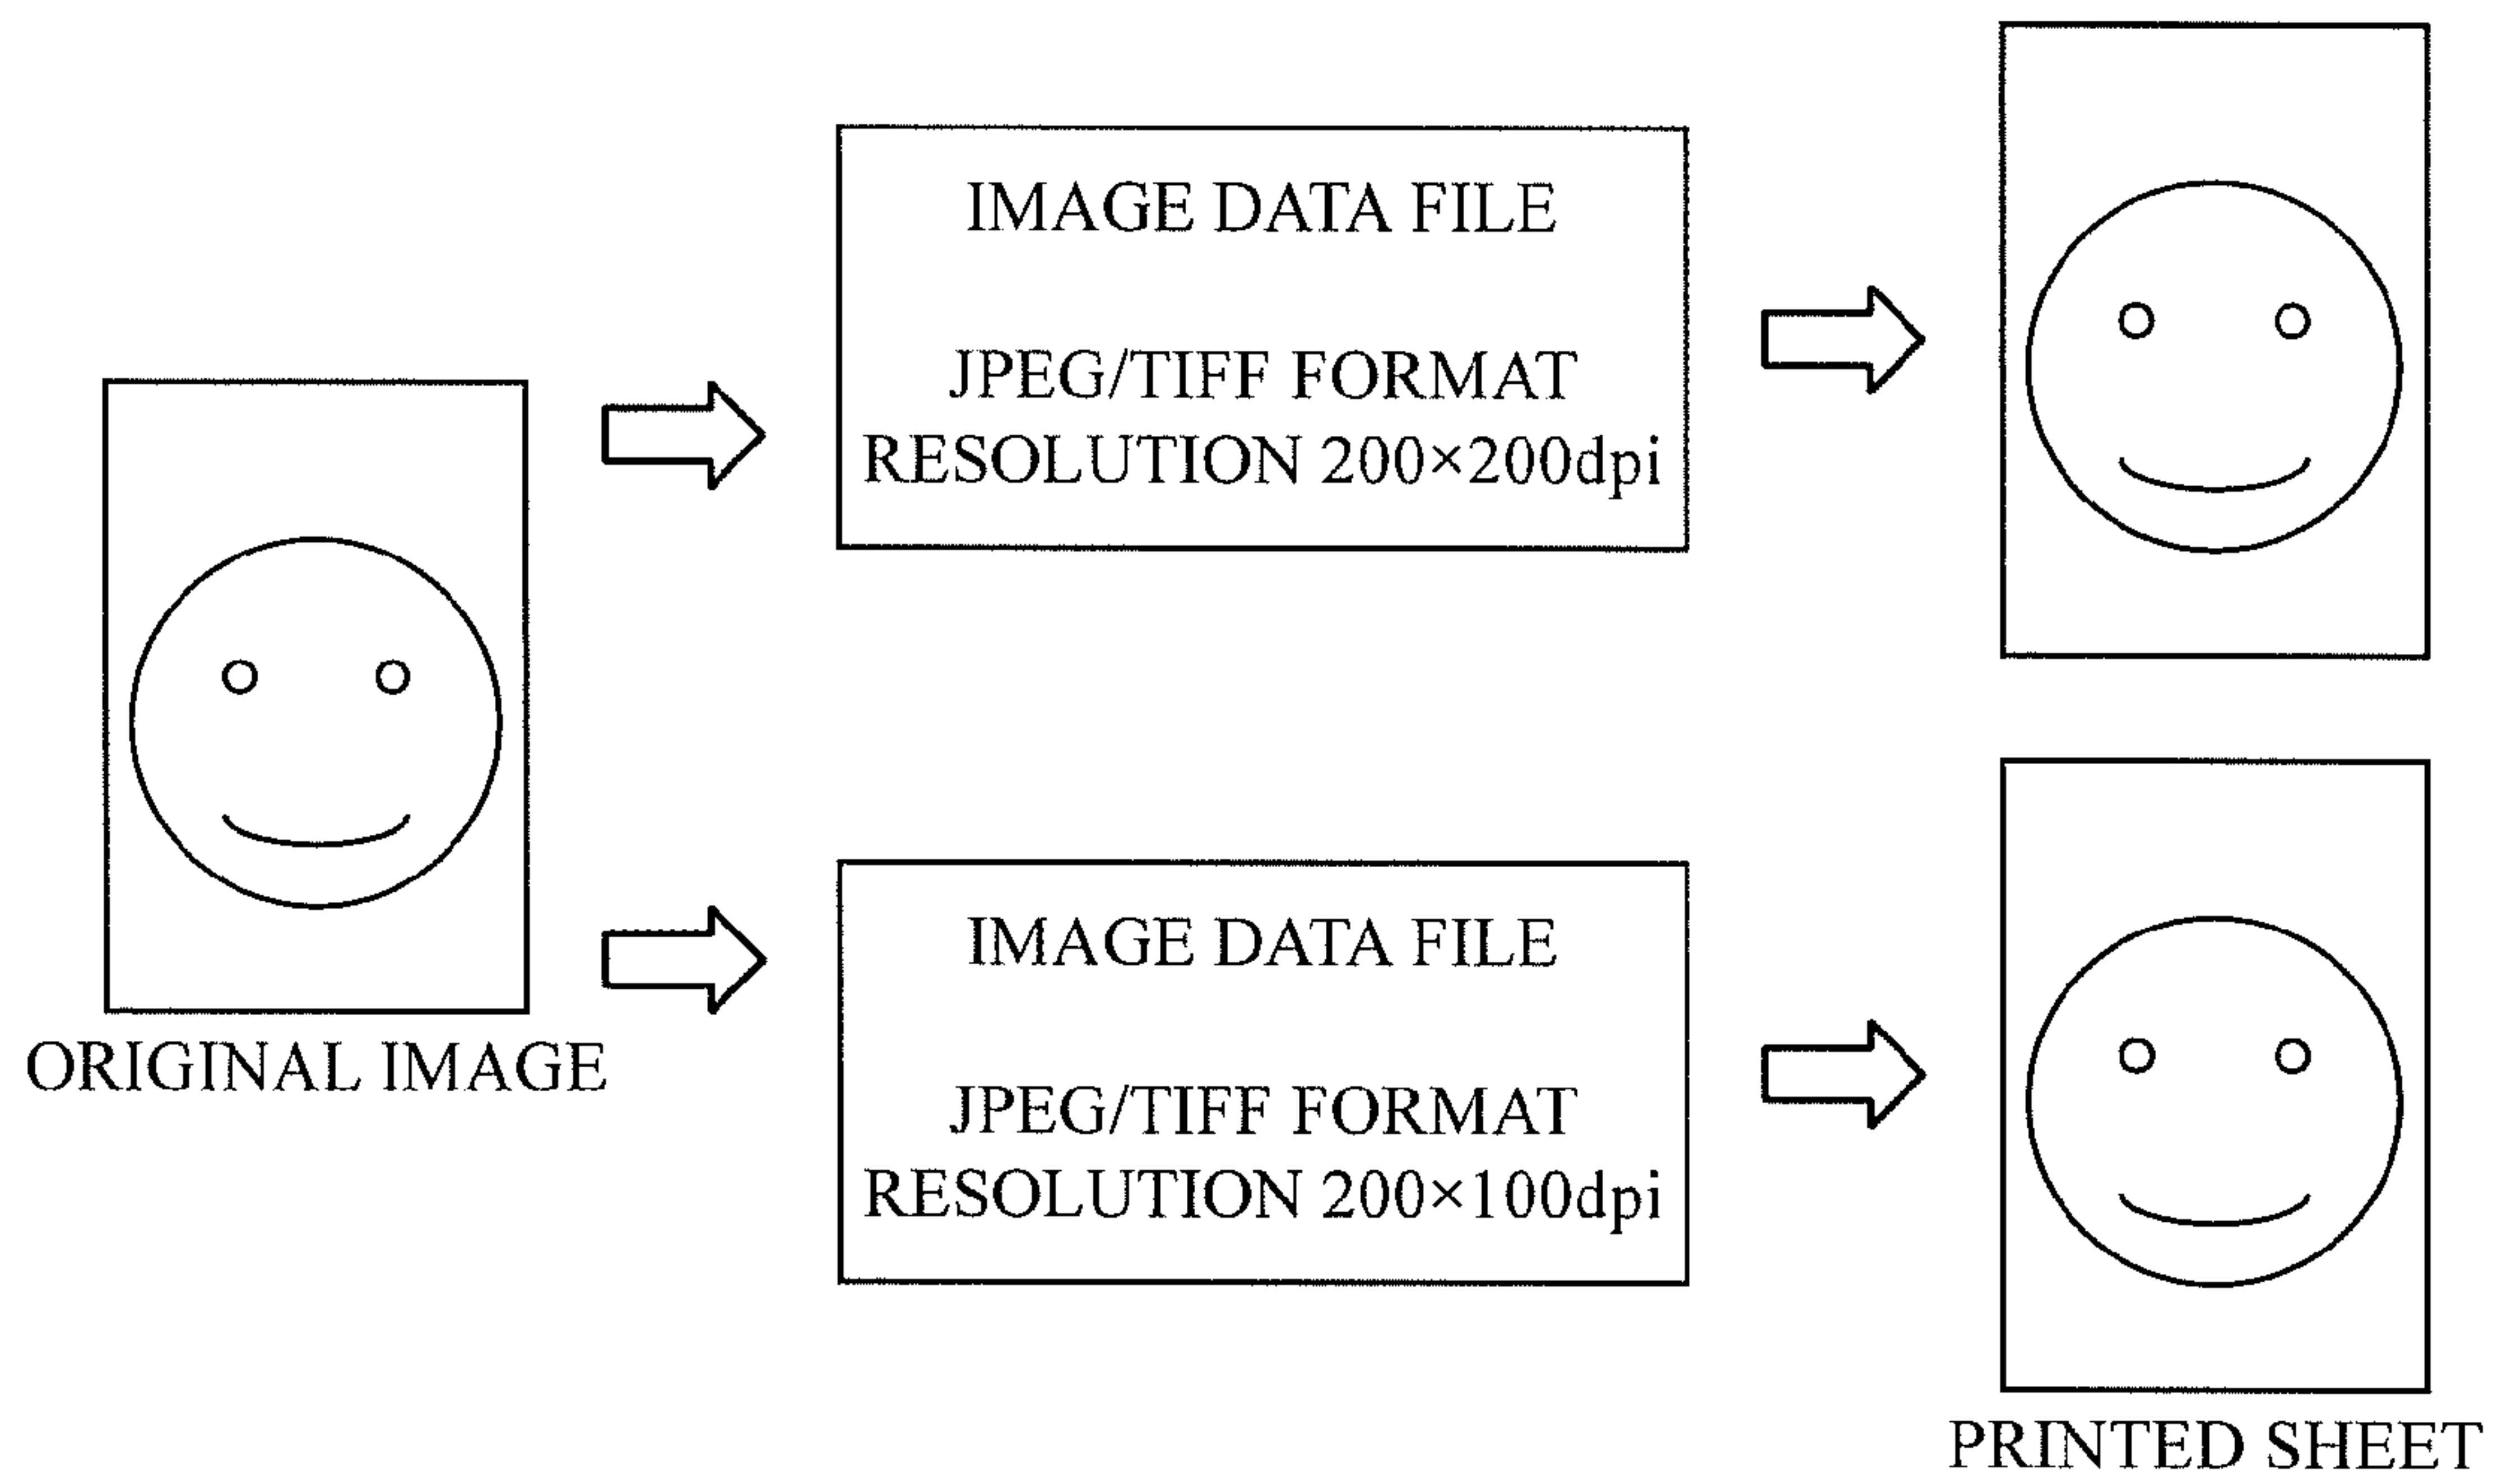 IMAGE DATA FILE
JPEG/TIFF FORMAT
RESOLUTION 200×200dpi
ORIGINAL IMAGE
IMAGE DATA FILE
JPEG/TIFF FORMAT
RESOLUTION 200×100dpi
PRINTED SHEET